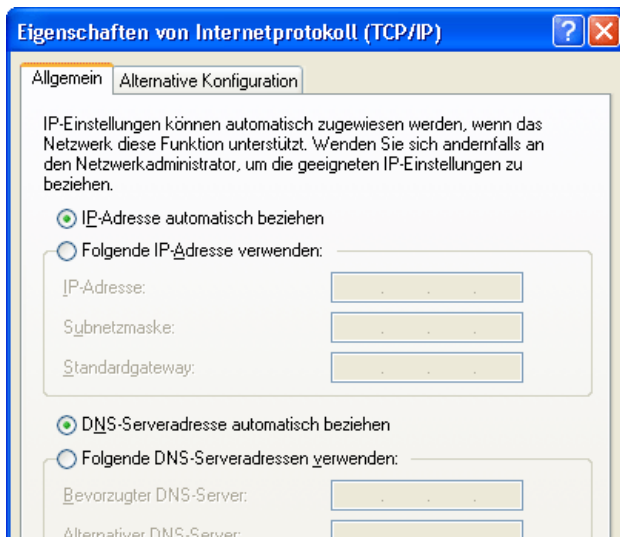 Eigenschaften von Internetprotokoll (TCP/IP)
Allgemein
Alternative Konfiguration
IP-Einstellungen können automatisch zugewiesen werden, wenn das
Netzwerk diese Funktion unterstützt. Wenden Sie sich andernfalls an
den Netzwerkadministrator, um die geeigneten IP-Einstellungen zu
beziehen.
IP-Adresse automatisch beziehen
Folgende IP-Adresse verwenden:
IP-Adresse:
Subnetzmaske:
Standardgateway:
DNS-Serveradresse automatisch beziehen
Folgende DNS-Serveradressen verwenden:
Bevorzugter DNS-Server:
Alternativer DNS-Server: